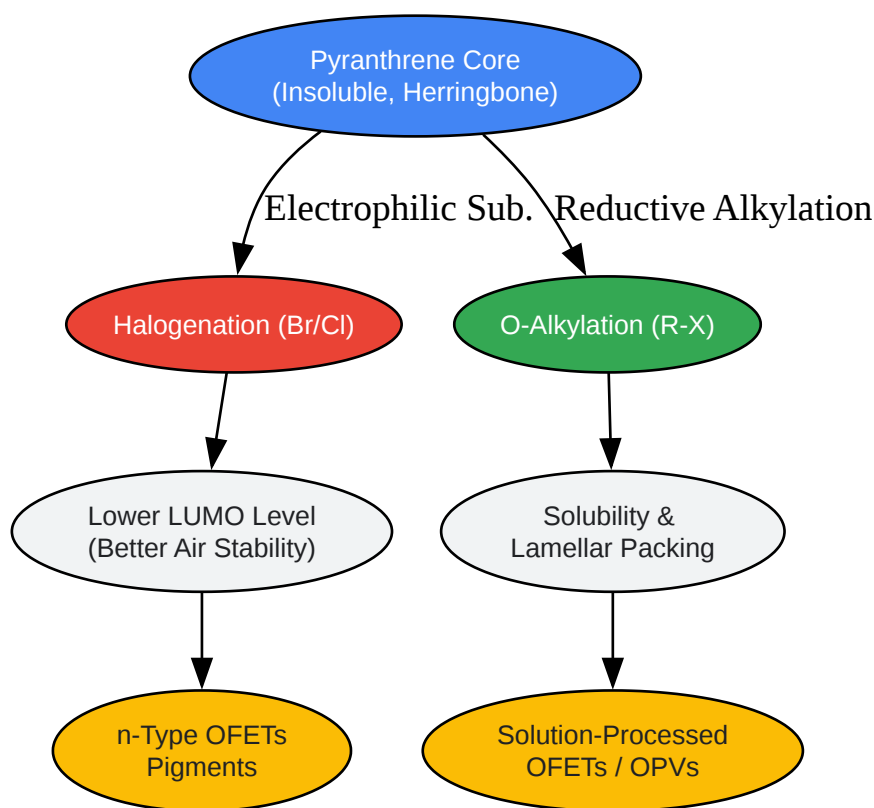 Pyranthrene Core
(Insoluble, Herringbone)
Electrophilic Sub.
Reductive Alkylation
Halogenation (Br/Cl)
O-Alkylation (R-X)
Lower LUMO Level
(Better Air Stability)
Solubility &
Lamellar Packing
n-Type OFETs
Pigments
Solution-Processed
OFETs / OPVs